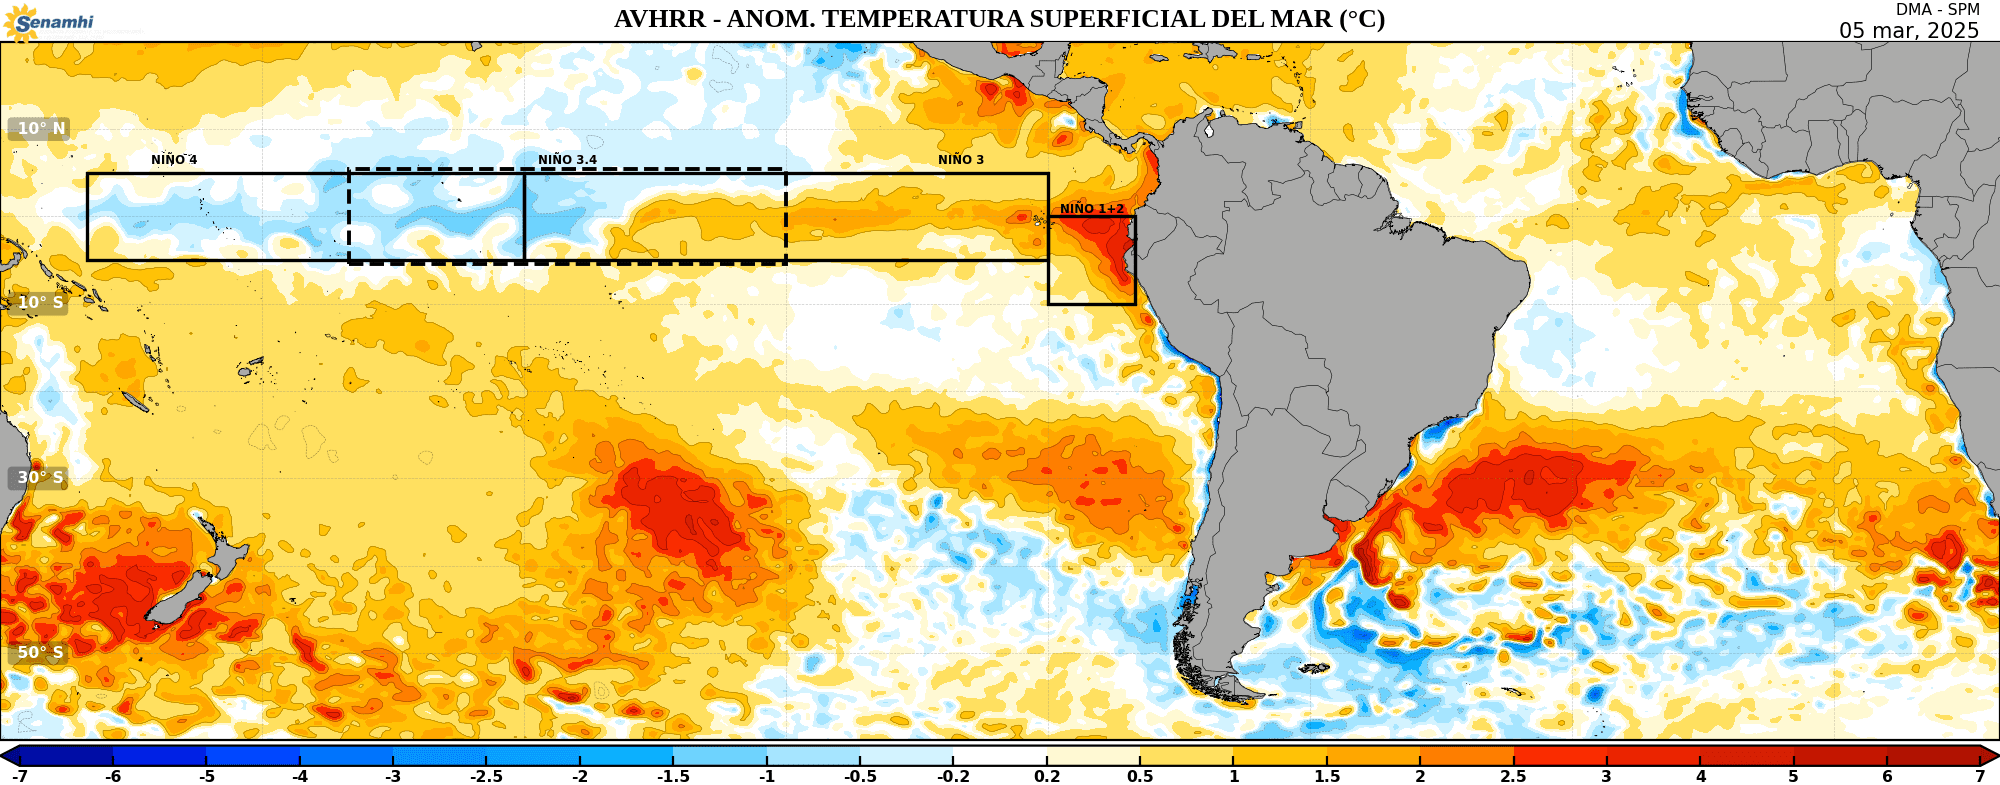 Senamhi
AVHRR - ANOM. TEMPERATURA SUPERFICIAL DEL MAR (°C)
DMA - SPM
05 mar, 2025
10° N
NIÑO 4
NIÑO 3.4
NIÑO 3
NIÑO 1+2
10° S
30° S
50° S
-7 -6 -5 -4 -3 -2.5 -2 -1.5 -1 -0.5 -0.2 0.2 0.5 1 1.5 2 2.5 3 4 5 6 7